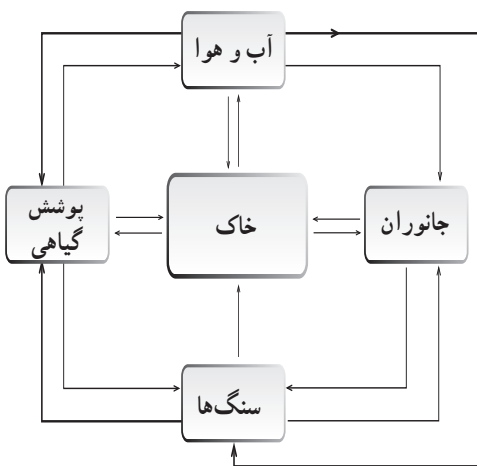 آب و هوا
پوشش
گیاهی
خاک
جانوران
سنگ‌ها